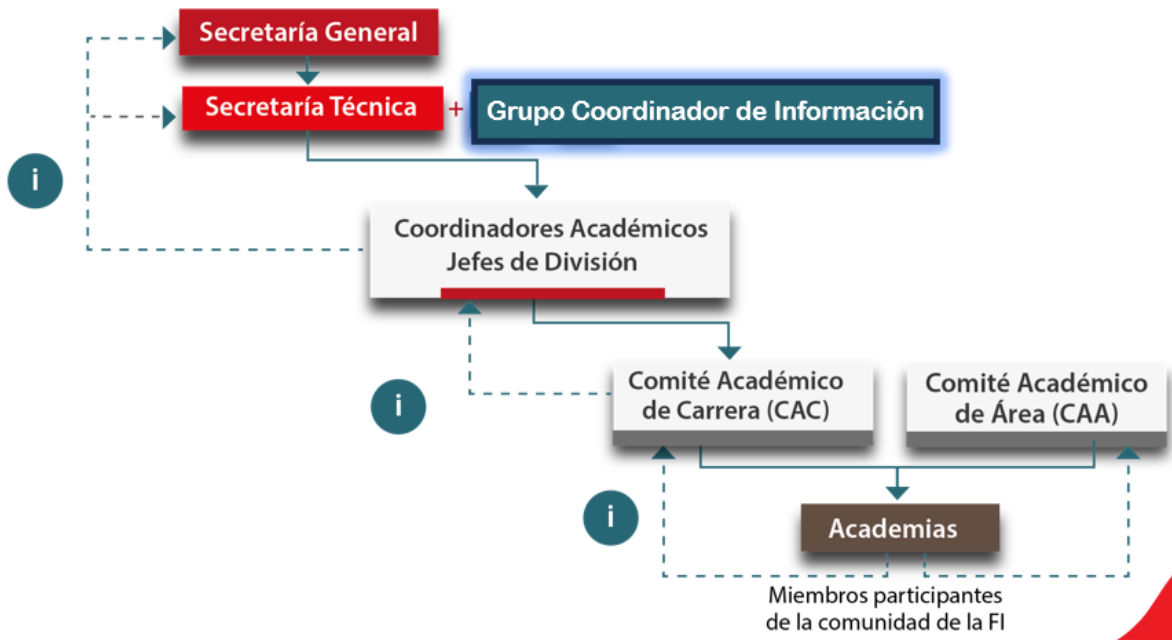 Secretaría General
Secretaría Técnica
+
Grupo Coordinador de Información
i
Coordinadores Académicos
Jefes de División
i
Comité Académico
de Carrera (CAC)
Comité Académico
de Área (CAA)
i
Academias
Miembros participantes
de la comunidad de la FI